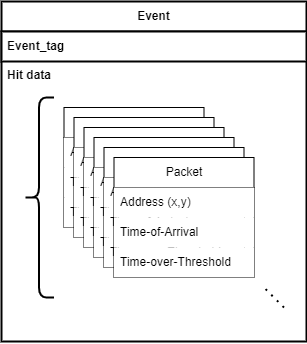 Event
Event_tag
Hit data
Packet
Address (x,y)
Time-of-Arrival
Time-over-Threshold